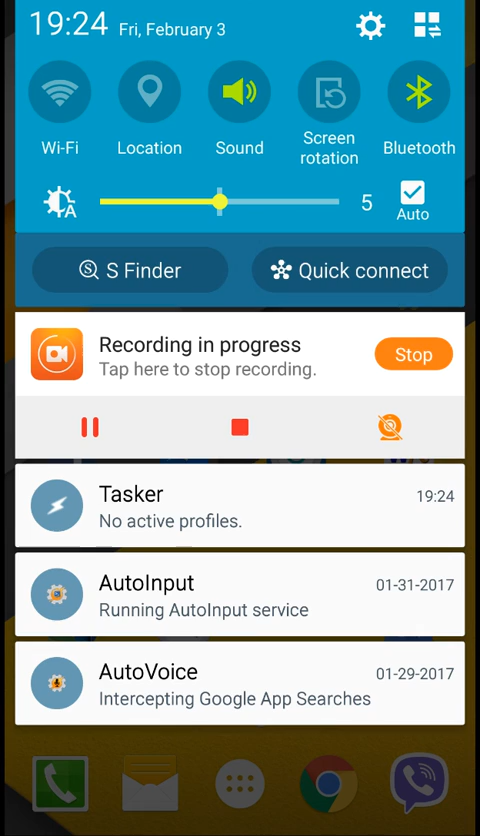 19:24 Fri, February 3
Wi-Fi Location Sound Screen rotation Bluetooth
A 5 Auto
S Finder Quick connect
Recording in progress
Tap here to stop recording.
Stop
Tasker 19:24
No active profiles.
AutoInput 01-31-2017
Running AutoInput service
AutoVoice 01-29-2017
Intercepting Google App Searches